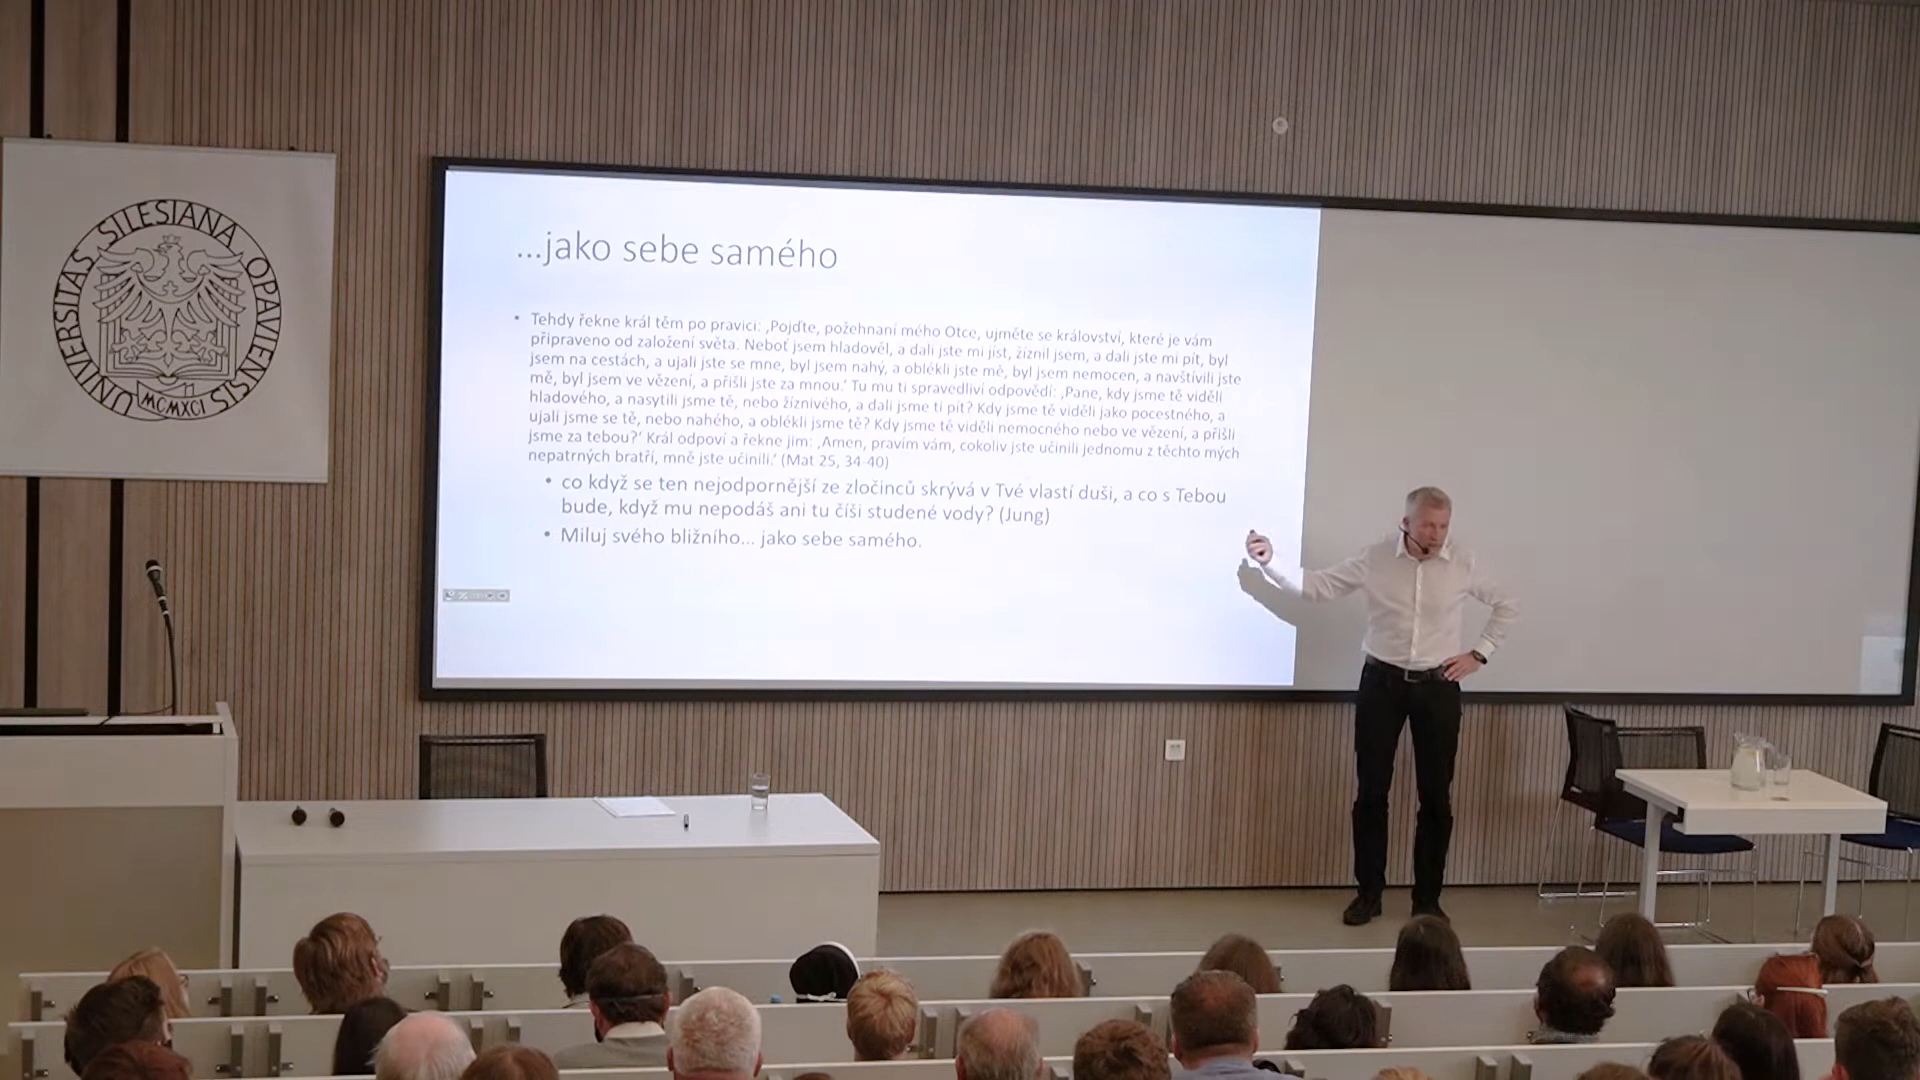 UNIVERSITAS SILESIANA OPAVIENSIS
MCMXCI
...jako sebe samého
• Tehdy řekne král těm po pravici: ‚Pojďte, požehnaní mého Otce, ujměte se království, které je vám
připraveno od založení světa. Neboť jsem hladověl, a dali jste mi jíst, žíznil jsem, a dali jste mi pít, byl
jsem na cestách, a ujali jste se mne, byl jsem nahý, a oblékli jste mě, byl jsem nemocen, a navštívili jste
mě, byl jsem ve vězení, a přišli jste za mnou.‘ Tu mu ti spravedliví odpovědí: ‚Pane, kdy jsme tě viděli
hladového, a nasytili jsme tě, nebo žíznivého, a dali jsme ti pít? Kdy jsme tě viděli jako pocestného, a
ujali jsme se tě, nebo nahého, a oblékli jsme tě? Kdy jsme tě viděli nemocného nebo ve vězení, a přišli
jsme za tebou?‘ Král odpoví a řekne jim: ‚Amen, pravím vám, cokoliv jste učinili jednomu z těchto mých
nepatrných bratří, mně jste učinili.‘ (Mat 25, 34-40)
• co když se ten nejodpornější ze zločinců skrývá v Tvé vlastí duši, a co s Tebou
bude, když mu nepodáš ani tu číši studené vody? (Jung)
• Miluj svého bližního... jako sebe samého.